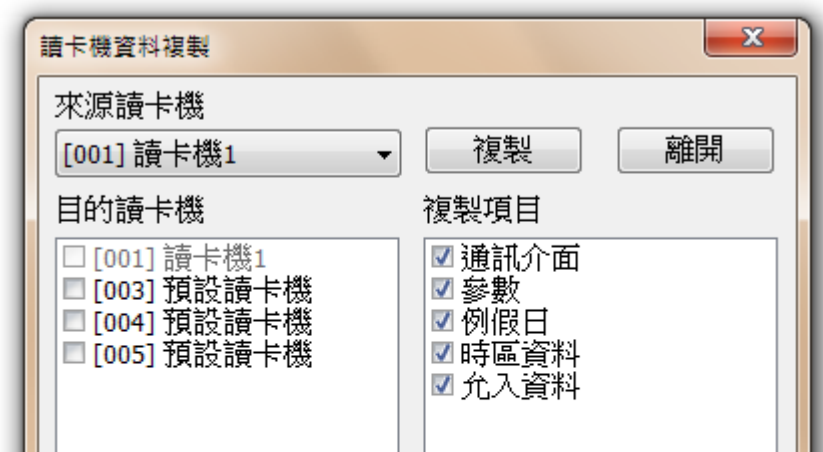 讀卡機資料複製
來源讀卡機
[001] 讀卡機1
複製
離開
目的讀卡機
[001] 讀卡機1
[003] 預設讀卡機
[004] 預設讀卡機
[005] 預設讀卡機
複製項目
通訊介面
參數
例假日
時區資料
允入資料